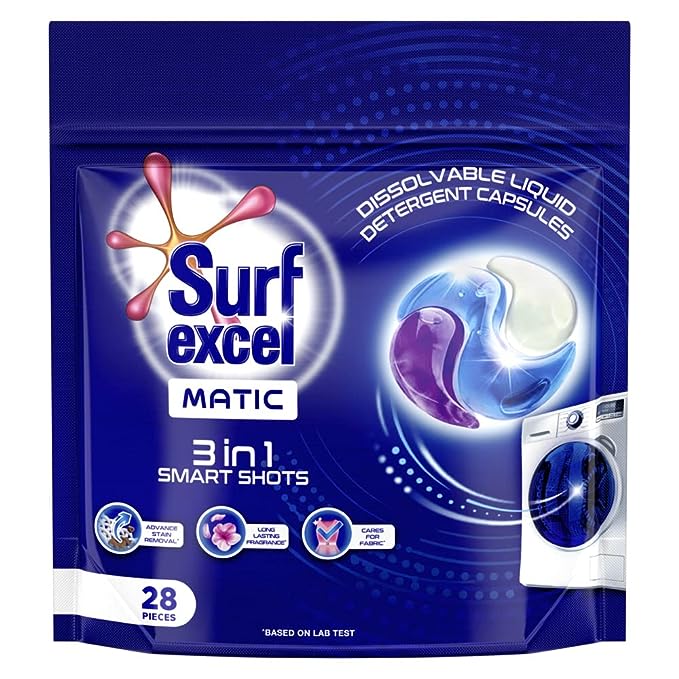 DISSOLVABLE LIQUID
DETERGENT CAPSULES
Surf
excel
MATIC
3 in 1
SMART SHOTS
ADVANCE
STAIN
REMOVAL*
LONG
LASTING
FRAGRANCE*
CARES
FOR
FABRIC*
28
PIECES
*BASED ON LAB TEST